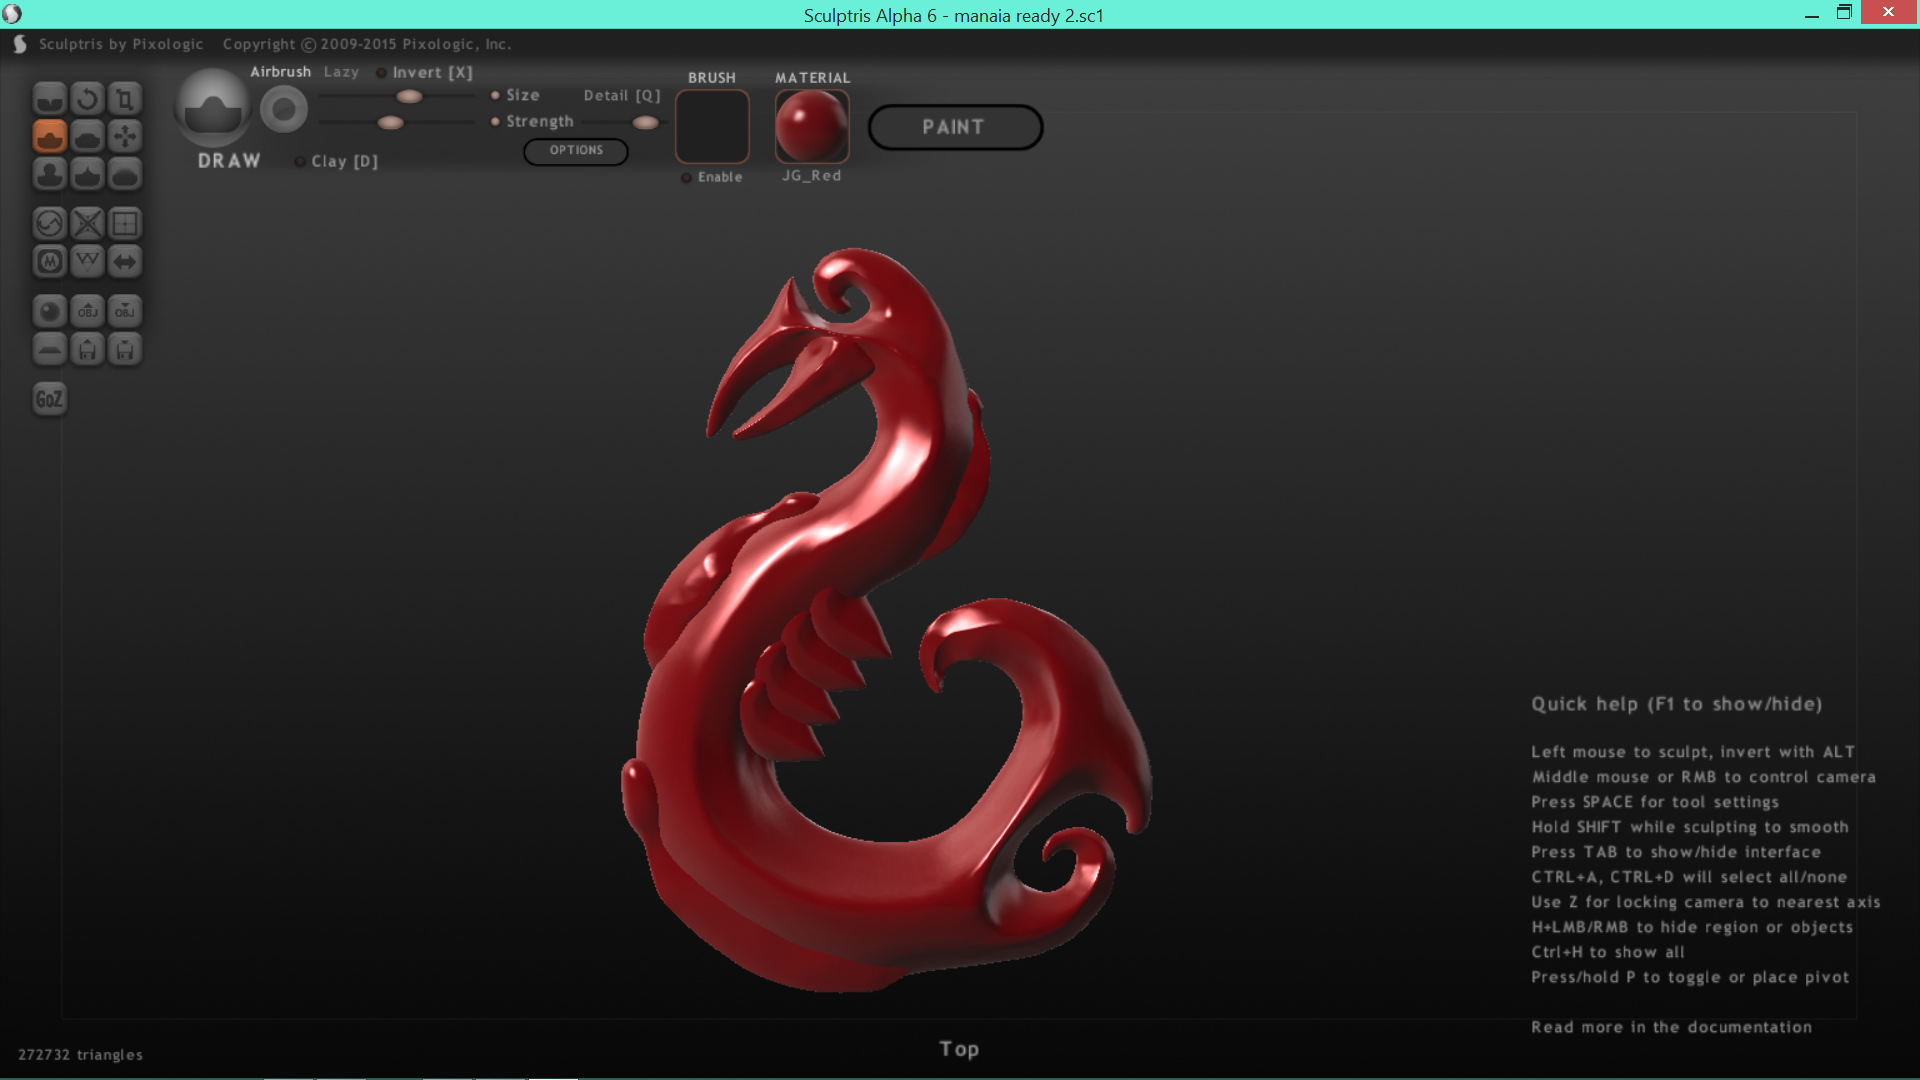 Sculptris Alpha 6 - manaia ready 2.sc1
Sculptris by Pixologic Copyright © 2009-2015 Pixologic, Inc.
Airbrush Lazy Invert [X]
BRUSH MATERIAL
Size Detail [Q]
Strength
PAINT
OPTIONS
DRAW Clay [D]
Enable JG_Red
M
OBJ OBJ
GoZ
Quick help (F1 to show/hide)
Left mouse to sculpt, invert with ALT
Middle mouse or RMB to control camera
Press SPACE for tool settings
Hold SHIFT while sculpting to smooth
Press TAB to show/hide interface
CTRL+A, CTRL+D will select all/none
Use Z for locking camera to nearest axis
H+LMB/RMB to hide region or objects
Ctrl+H to show all
Press/hold P to toggle or place pivot
Read more in the documentation
Top
272732 triangles